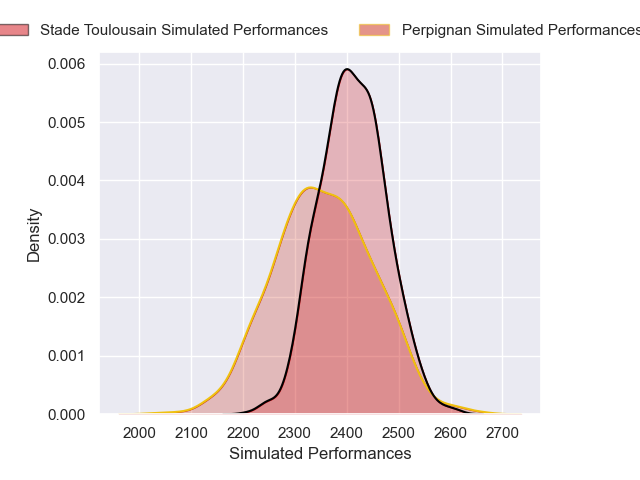 Stade Toulousain Simulated Performances
Perpignan Simulated Performances
0.006
0.005
0.004
0.003
0.002
0.001
0.000
Density
2000 2100 2200 2300 2400 2500 2600 2700
Simulated Performances